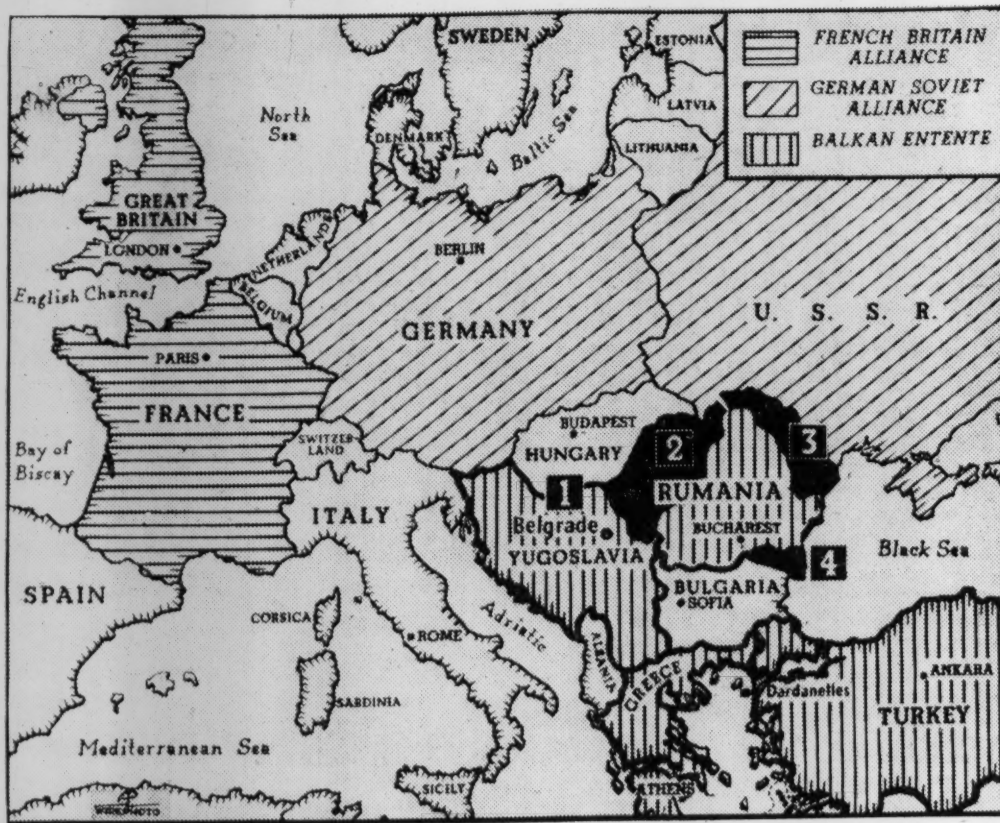 FRENCH BRITAIN
ALLIANCE
GERMAN SOVIET
ALLIANCE
BALKAN ENTENTE
SWEDEN
ESTONIA
LATVIA
LITHUANIA
North
Sea
DENMARK
Baltic Sea
GREAT
BRITAIN
LONDON
NETHERLANDS
BELGIUM
English Channel
BERLIN
GERMANY
U. S. S. R.
PARIS
FRANCE
SWITZER
LAND
Bay of
Biscay
BUDAPEST
HUNGARY
2
3
1
RUMANIA
Belgrade
BUCHAREST
YUGOSLAVIA
4
Black Sea
ITALY
SPAIN
BULGARIA
SOFIA
CORSICA
Adriatic
ROME
ALBANIA
GREECE
Dardanelles
ANKARA
TURKEY
SARDINIA
Mediterranean Sea
SICILY
ATHENS
WIREPHOTO